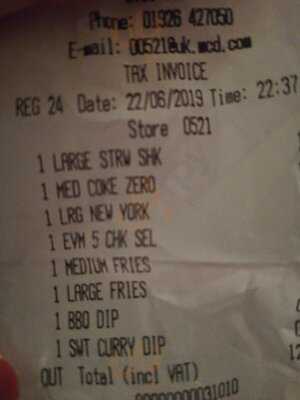 Phone: 01926 427050
E-mail: 00521@uk.mcd.com
TAX INVOICE
REG 24 Date: 22/06/2019 Time: 22:37
Store 0521
1 LARGE STRW SHK
1 MED COKE ZERO
1 LRG NEW YORK
1 EVM 5 CHK SEL
1 MEDIUM FRIES
1 LARGE FRIES
1 BBQ DIP
1 SWT CURRY DIP
OUT Total (incl VAT)